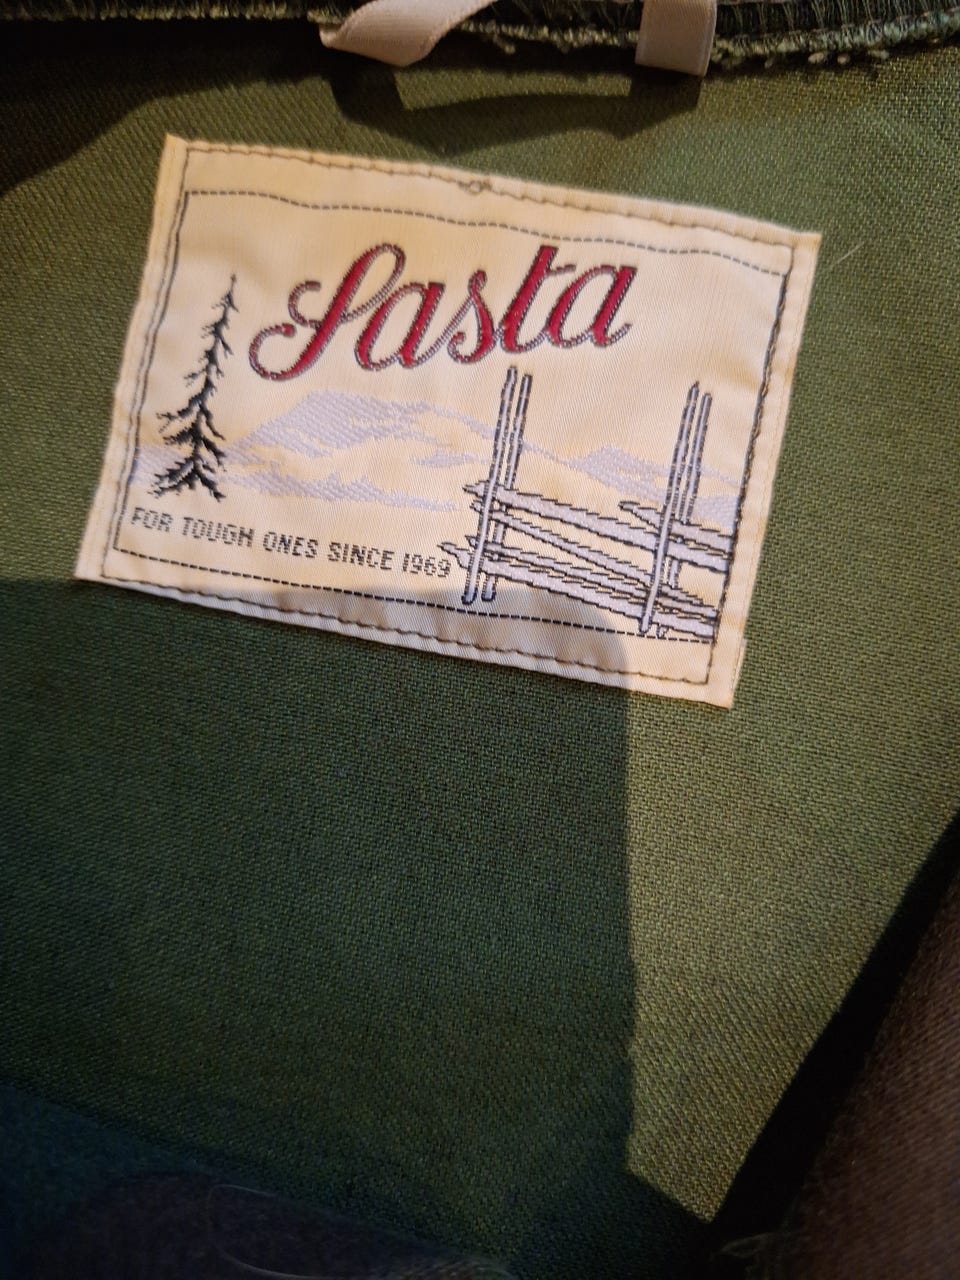 Sasta
FOR TOUGH ONES SINCE 1969